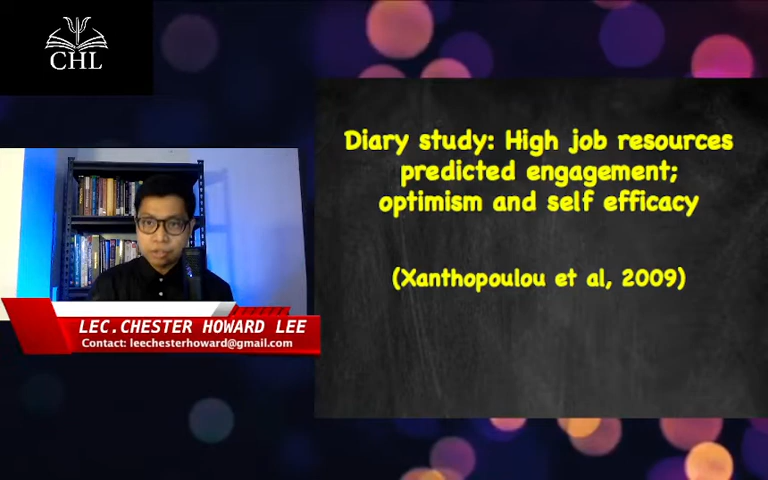 CHL
Diary study: High job resources
predicted engagement;
optimism and self efficacy
(Xanthopoulou et al, 2009)
LEC.CHESTER HOWARD LEE
Contact: leechesterhoward@gmail.com